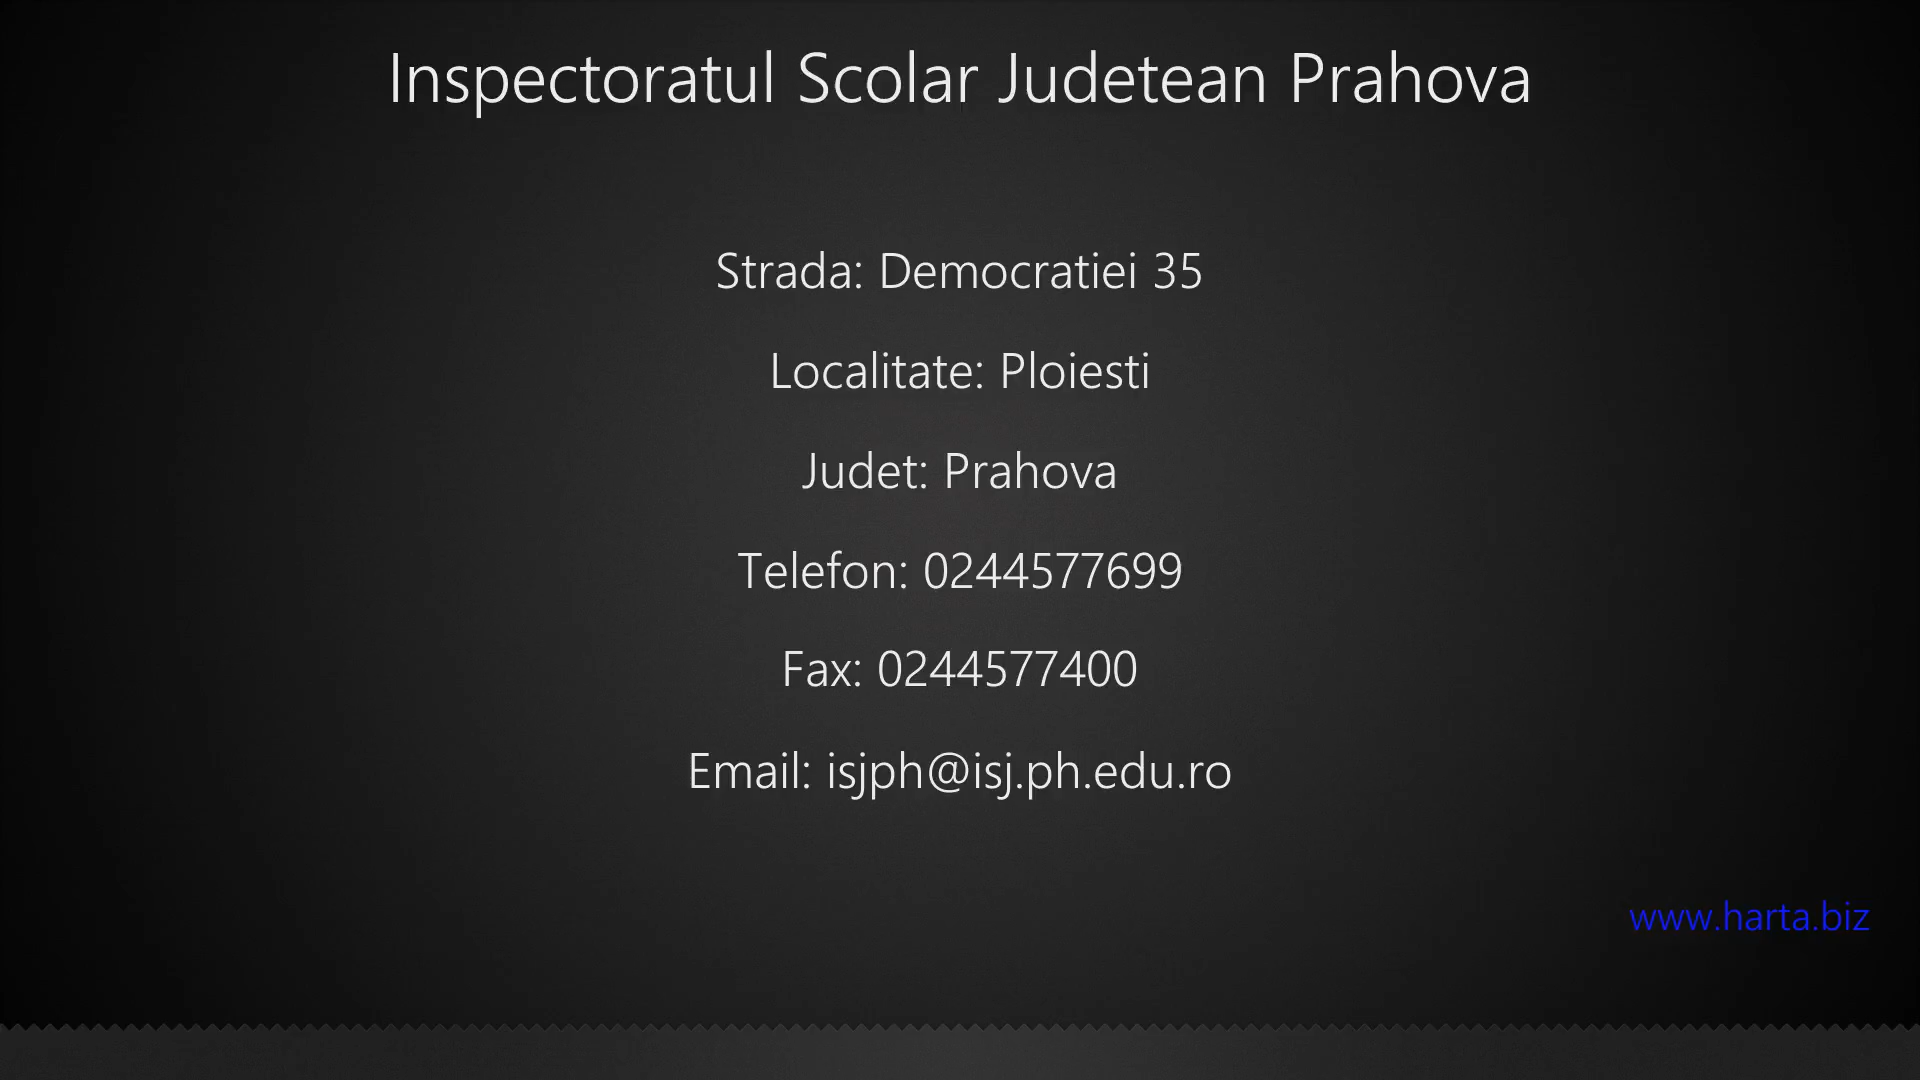 Inspectoratul Scolar Judetean Prahova
Strada: Democratiei 35
Localitate: Ploiesti
Judet: Prahova
Telefon: 0244577699
Fax: 0244577400
Email: isjph@isj.ph.edu.ro
www.harta.biz